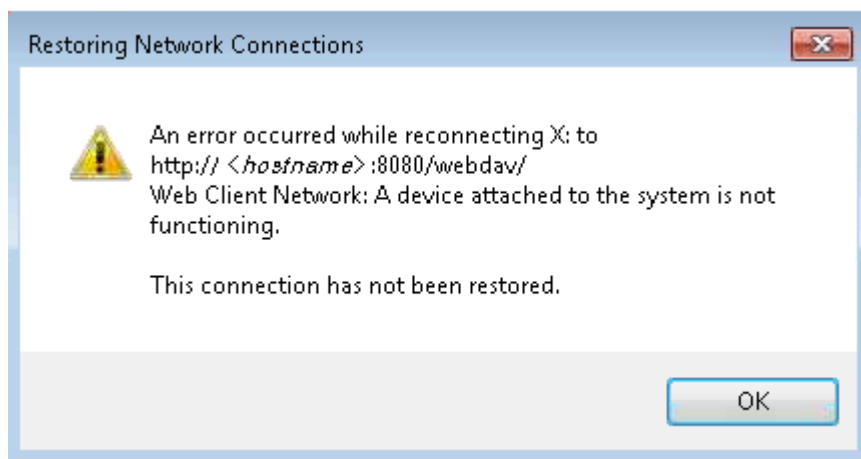 Restoring Network Connections
An error occurred while reconnecting X: to
http:// <hostname>:8080/webdav/
Web Client Network: A device attached to the system is not
functioning.
This connection has not been restored.
OK